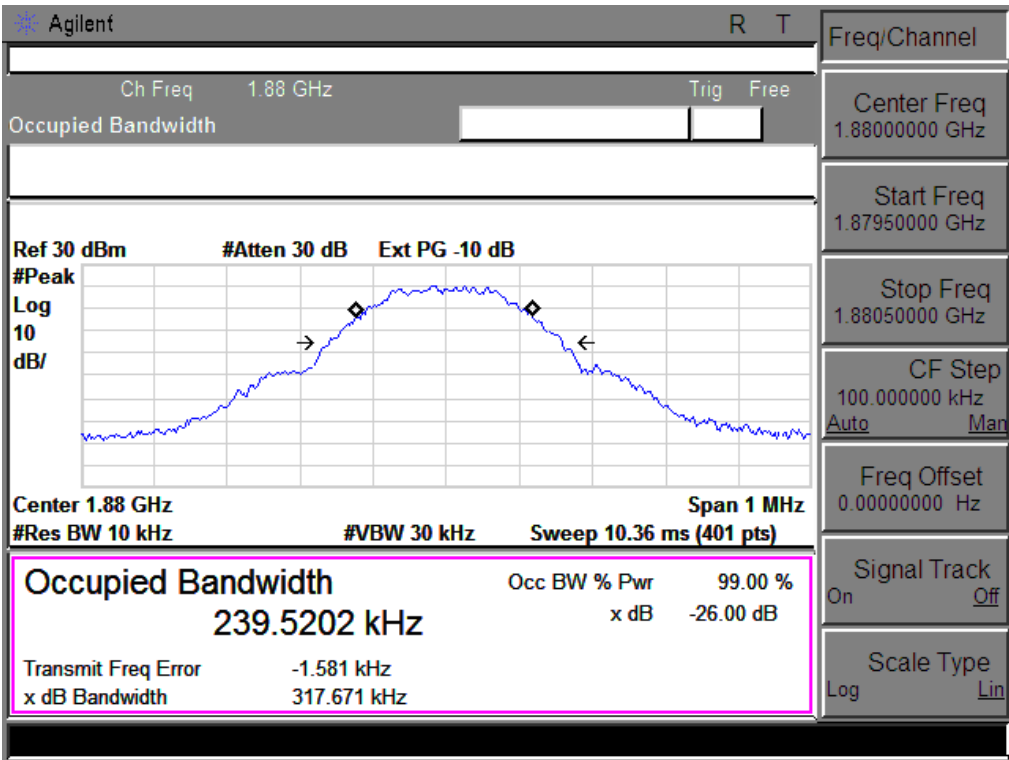 Agilent R T
Ch Freq 1.88 GHz Trig Free
Occupied Bandwidth
Ref 30 dBm #Atten 30 dB Ext PG -10 dB
#Peak
Log
10
dB/
Center 1.88 GHz Span 1 MHz
#Res BW 10 kHz #VBW 30 kHz Sweep 10.36 ms (401 pts)
Occupied Bandwidth Occ BW % Pwr 99.00 %
239.5202 kHz x dB -26.00 dB
Transmit Freq Error -1.581 kHz
x dB Bandwidth 317.671 kHz
Freq/Channel
Center Freq
1.88000000 GHz
Start Freq
1.87950000 GHz
Stop Freq
1.88050000 GHz
CF Step
100.000000 kHz
Auto Man
Freq Offset
0.00000000 Hz
Signal Track
On Off
Scale Type
Log Lin